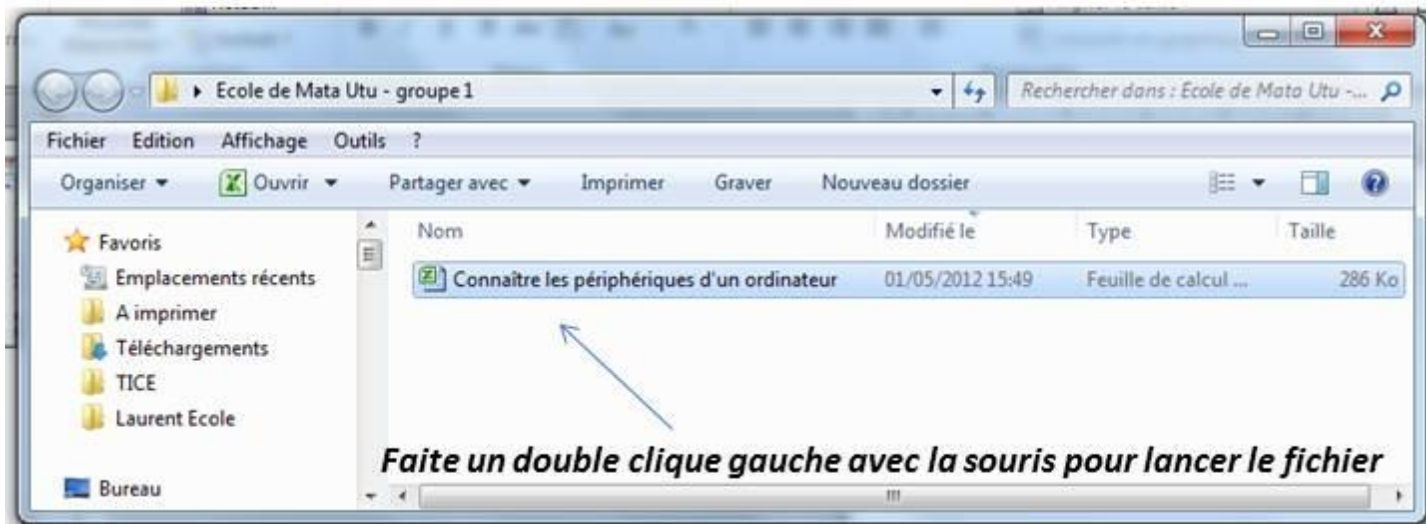 Ecole de Mata Utu - groupe 1
Rechercher dans : Ecole de Mata Utu -...
Fichier Edition Affichage Outils ?
Organiser Ouvrir Partager avec Imprimer Graver Nouveau dossier
Nom Modifié le Type Taille
Favoris
Connaître les périphériques d'un ordinateur 01/05/2012 15:49 Feuille de calcul ... 286 Ko
Emplacements récents
A imprimer
Téléchargements
TICE
Laurent Ecole
Faite un double clique gauche avec la souris pour lancer le fichier
Bureau